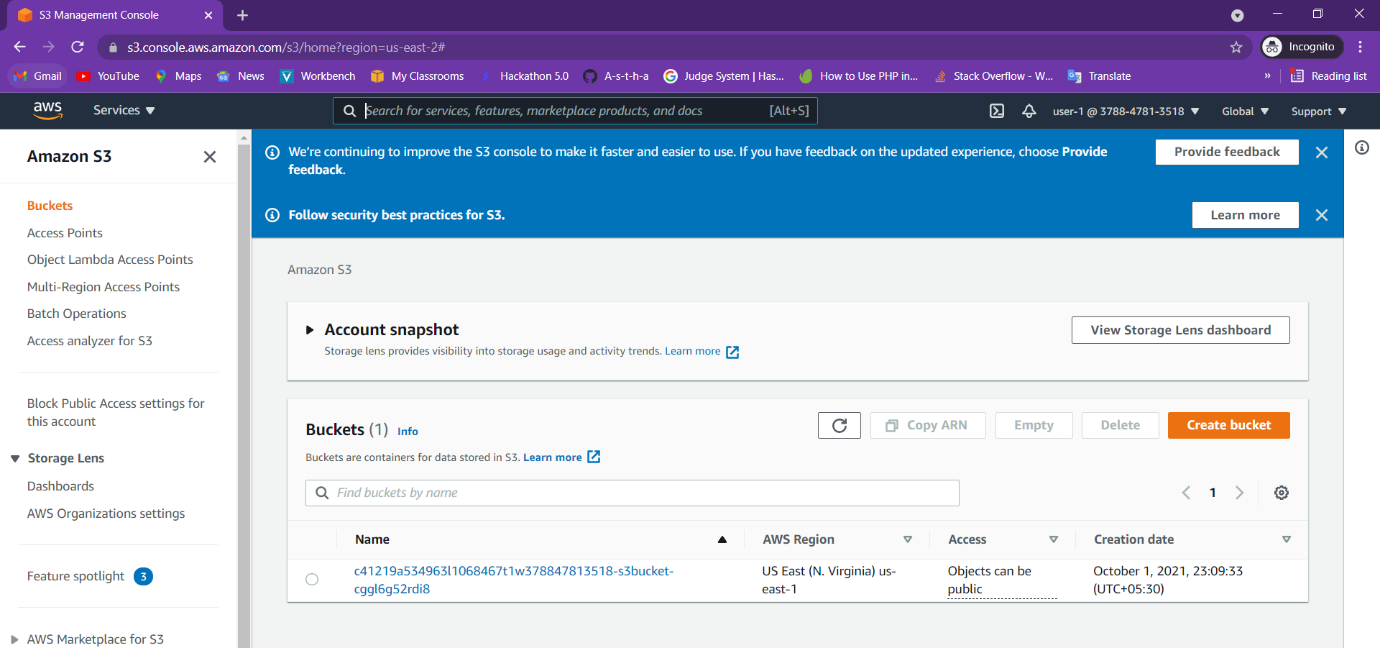 S3 Management Console
s3.console.aws.amazon.com/s3/home?region=us-east-2#
Incognito
Gmail
YouTube
Maps
News
Workbench
My Classrooms
Hackathon 5.0
A-s-t-h-a
Judge System | Has...
How to Use PHP in...
Stack Overflow - W...
Translate
»
Reading list
aws
Services
Search for services, features, marketplace products, and docs
[Alt+S]
user-1 @ 3788-4781-3518
Global
Support
Amazon S3
Buckets
Access Points
Object Lambda Access Points
Multi-Region Access Points
Batch Operations
Access analyzer for S3
Block Public Access settings for
this account
Storage Lens
Dashboards
AWS Organizations settings
Feature spotlight 3
AWS Marketplace for S3
We're continuing to improve the S3 console to make it faster and easier to use. If you have feedback on the updated experience, choose Provide
feedback.
Provide feedback
Follow security best practices for S3.
Learn more
Amazon S3
Account snapshot
Storage lens provides visibility into storage usage and activity trends. Learn more
View Storage Lens dashboard
Buckets (1) Info
Copy ARN
Empty
Delete
Create bucket
Buckets are containers for data stored in S3. Learn more
Find buckets by name
1
Name
AWS Region
Access
Creation date
c41219a534963l1068467t1w378847813518-s3bucket-
cggl6g52rdi8
US East (N. Virginia) us-
east-1
Objects can be
public
October 1, 2021, 23:09:33
(UTC+05:30)